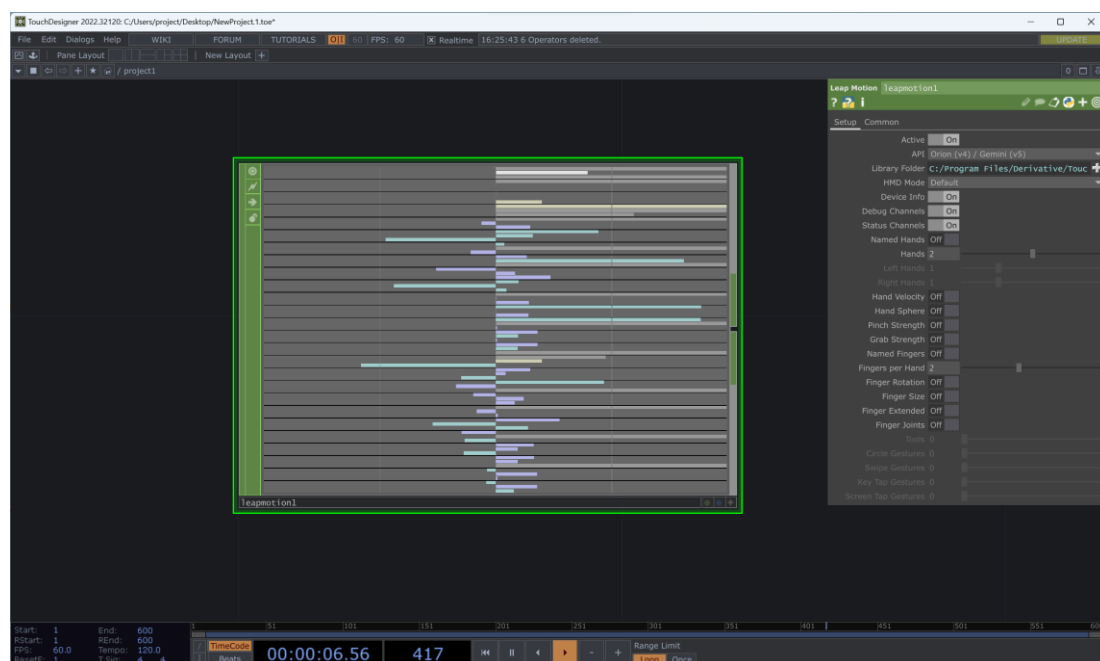 TouchDesigner 2022.32120: C:/Users/project/Desktop/NewProject.1.toe*
File Edit Dialogs Help WIKI FORUM TUTORIALS O|I 60 FPS: 60 Realtime 16:25:43 6 Operators deleted. UPDATE
Pane Layout New Layout +
/ project1
Leap Motion leapmotion1
Setup Common
Active On
API Orion (v4) / Gemini (v5)
Library Folder C:/Program Files/Derivative/Touc
HMD Mode Default
Device Info On
Debug Channels On
Status Channels On
Named Hands Off
Hands 2
Left Hands 1
Right Hands 1
Hand Velocity Off
Hand Sphere Off
Pinch Strength Off
Grab Strength Off
Named Fingers Off
Fingers per Hand 2
Finger Rotation Off
Finger Size Off
Finger Extended Off
Finger Joints Off
Tools 0
Circle Gestures 0
Swipe Gestures 0
Key Tap Gestures 0
Screen Tap Gestures 0
leapmotion1
Start: 1 End: 600 1 51 101 151 201 251 301 351 401 451 501 551
RStart: 1 REnd: 600
FPS: 60.0 Tempo: 120.0
ResetF: 1 T Sig: 4 4
TimeCode 00:00:06.56 417 - + Range Limit
Beats Loop Once